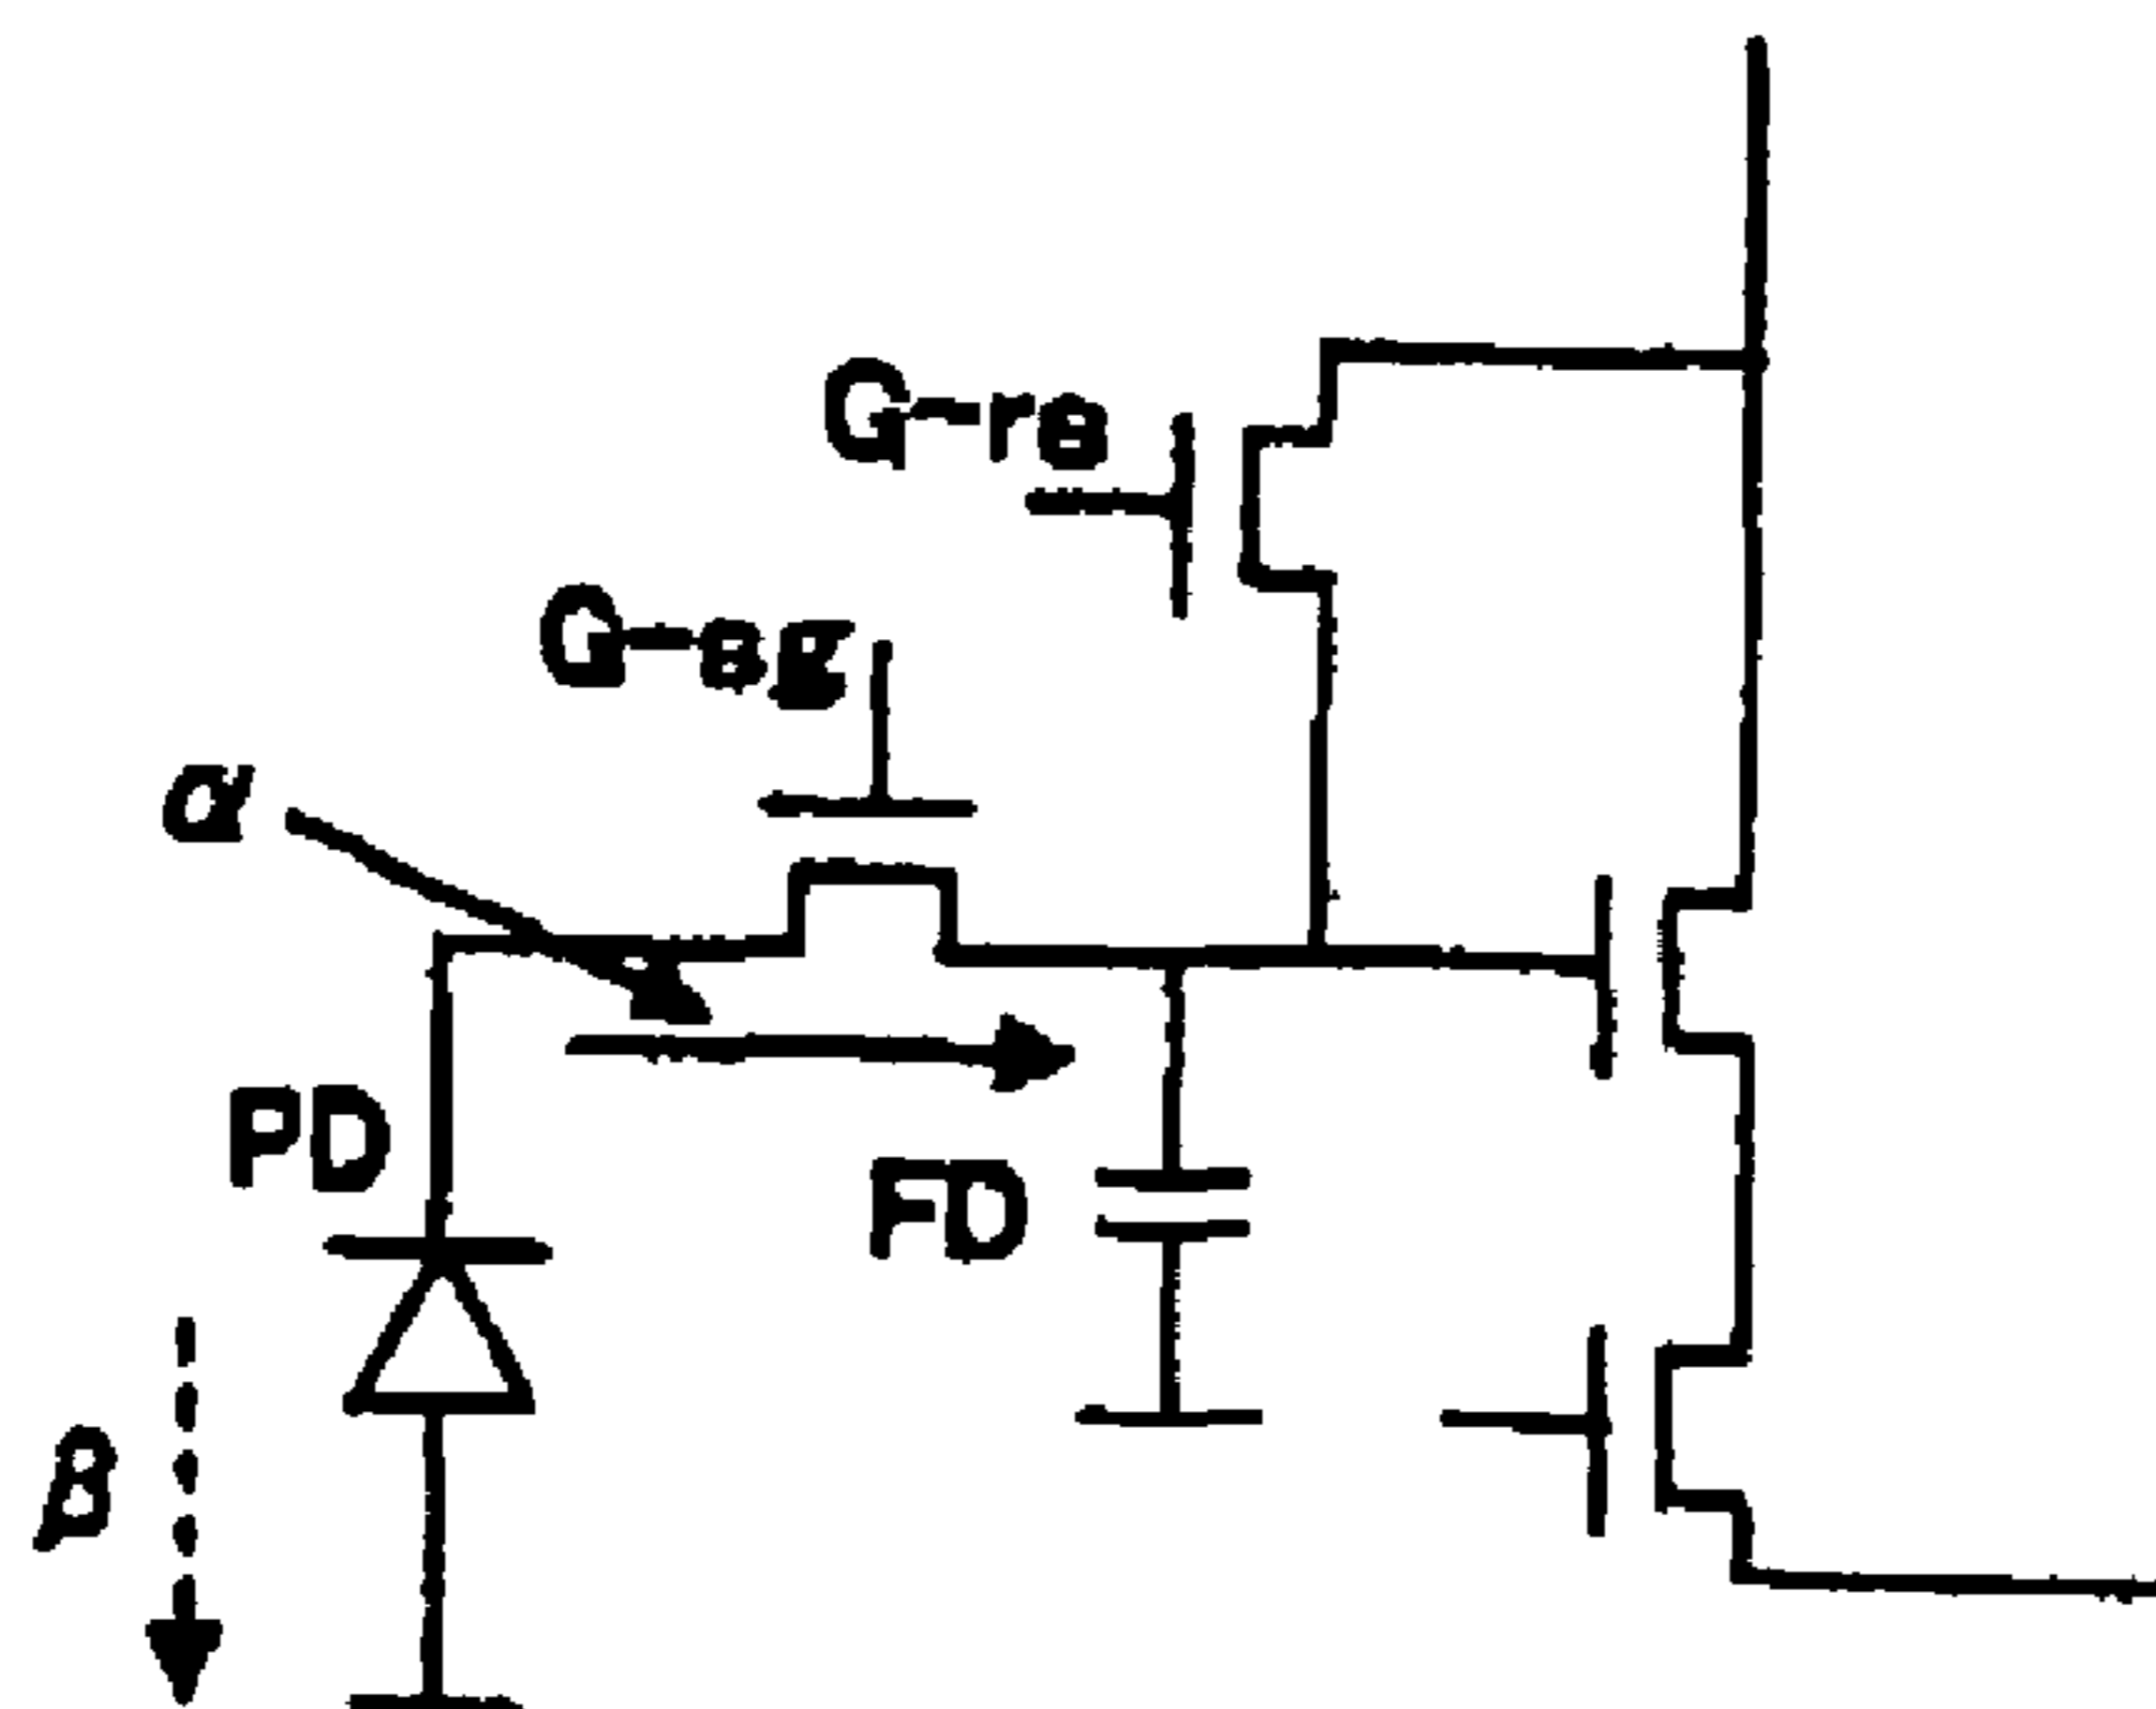 G-re
G-sg
α
PD
FD
β